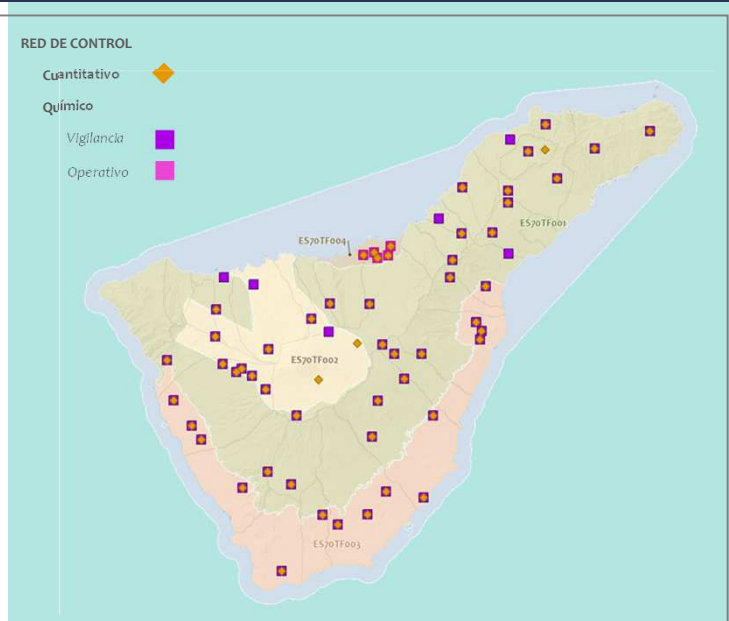 RED DE CONTROL
Cuantitativo
Químico
Vigilancia
Operativo
ES70TF001
ES70TF004
ES70TF002
ES70TF003